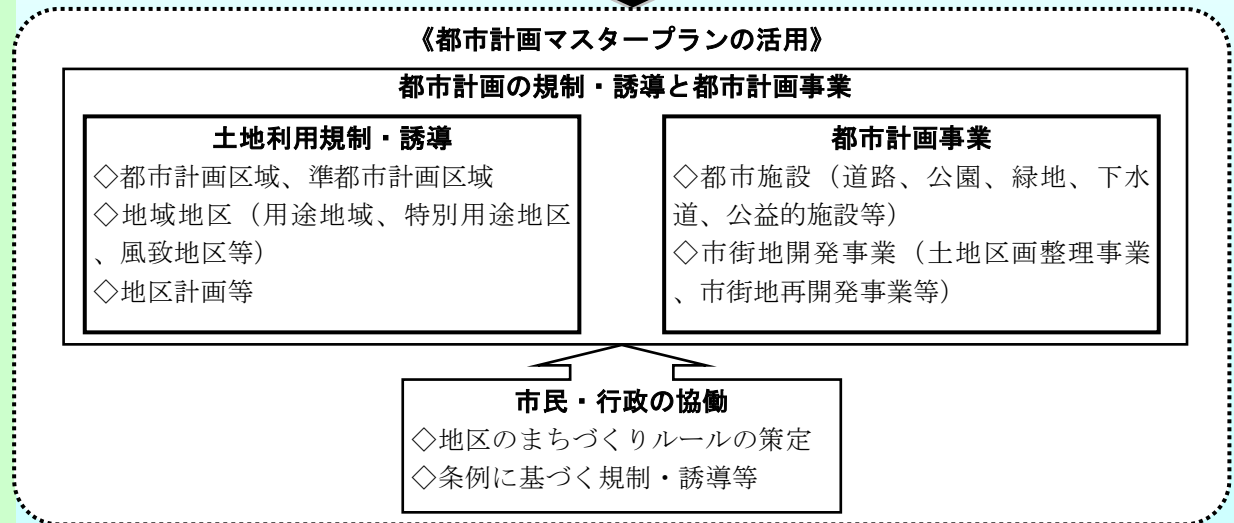 《都市計画マスタープランの活用》
都市計画の規制・誘導と都市計画事業
土地利用規制・誘導
◇都市計画区域、準都市計画区域
◇地域地区（用途地域、特別用途地区
、風致地区等）
◇地区計画等
都市計画事業
◇都市施設（道路、公園、緑地、下水
道、公益的施設等）
◇市街地開発事業（土地区画整理事業
、市街地再開発事業等）
市民・行政の協働
◇地区のまちづくりルールの策定
◇条例に基づく規制・誘導等